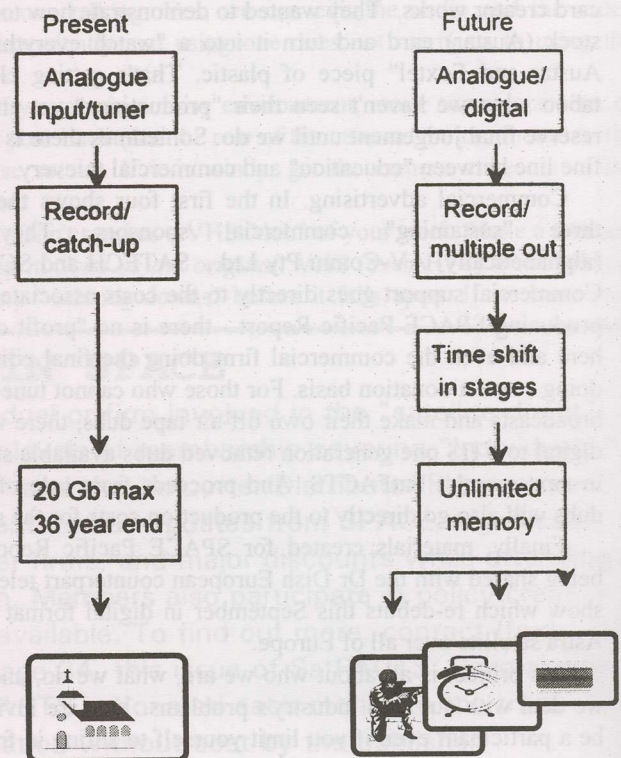 Present
Analogue
Input/tuner
Record/
catch-up
20 Gb max
36 year end
Future
Analogue/
digital
Record/
multiple out
Time shift
in stages
Unlimited
memory